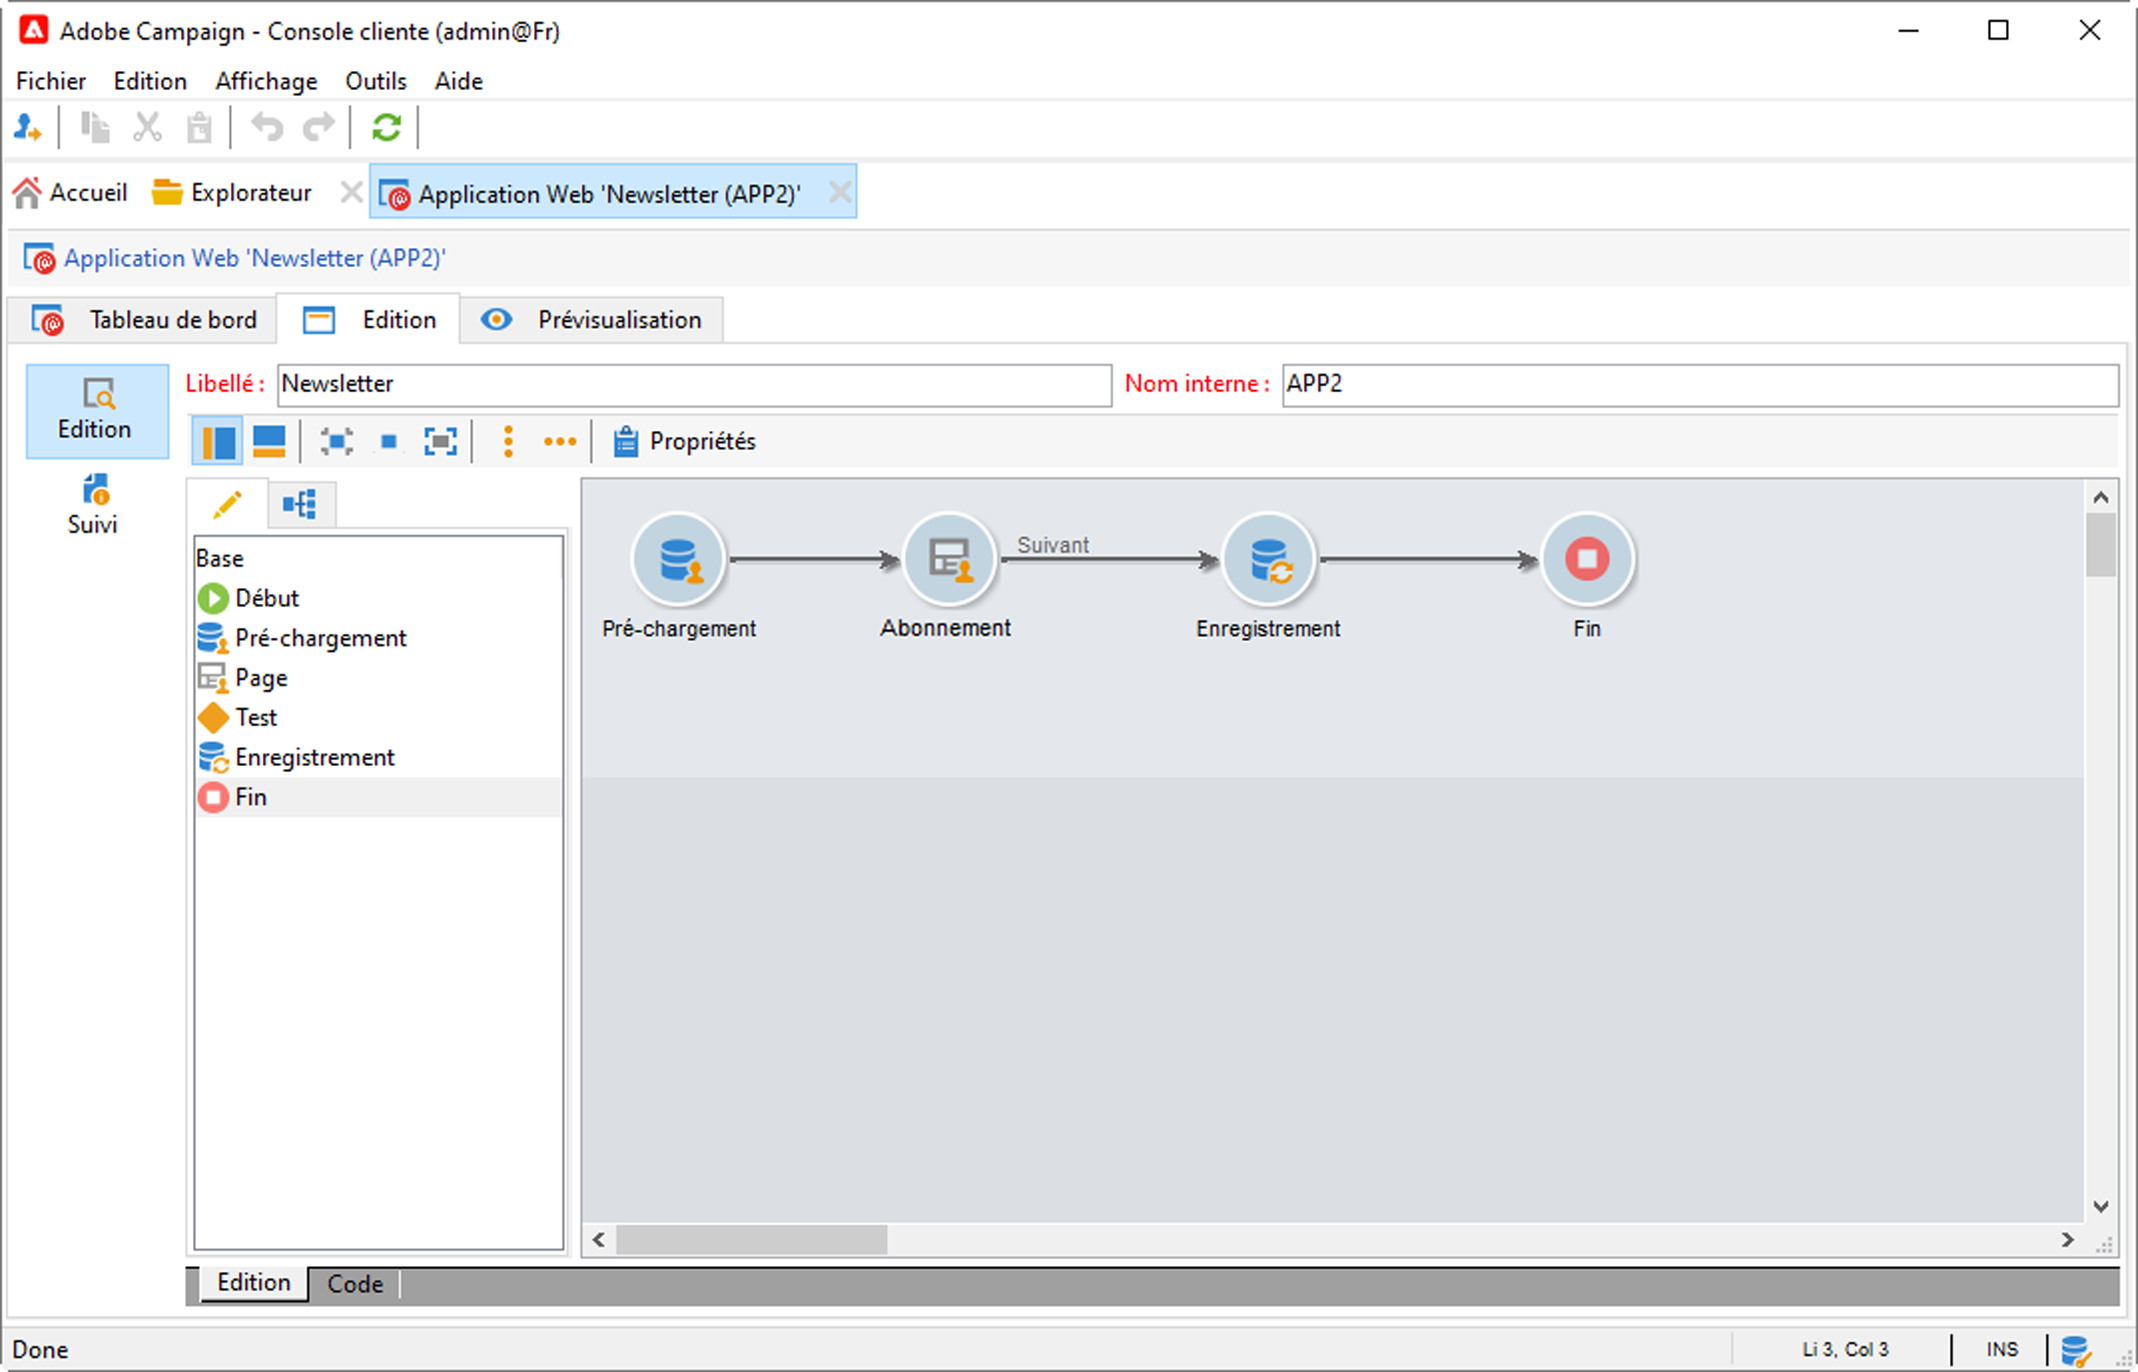 Adobe Campaign - Console cliente (admin@Fr)
Fichier Edition Affichage Outils Aide
Accueil Explorateur Application Web 'Newsletter (APP2)'
Application Web 'Newsletter (APP2)'
Tableau de bord Edition Prévisualisation
Libellé : Newsletter Nom interne : APP2
Edition
Propriétés
Suivi
Base
Début
Pré-chargement
Page
Test
Enregistrement
Fin
Suivant
Pré-chargement Abonnement Enregistrement Fin
Edition Code
Done Li 3, Col 3 INS